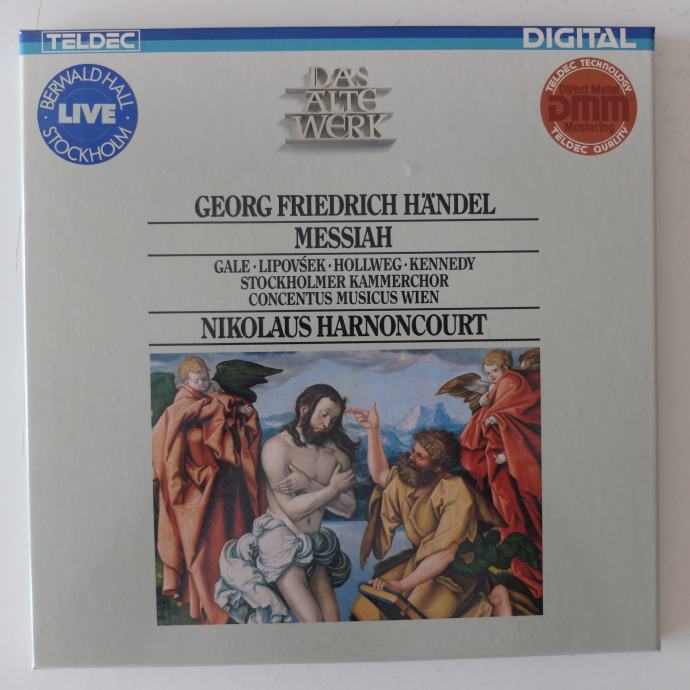 TELDEC
DIGITAL
BERWALD HALL
LIVE
STOCKHOLM
DAS
ALTE
WERK
TELDEC TECHNOLOGY
Direct Metal
DMM
Mastering
TELDEC QUALITY
GEORG FRIEDRICH HÄNDEL
MESSIAH
GALE · LIPOVŚEK · HOLLWEG · KENNEDY
STOCKHOLMER KAMMERCHOR
CONCENTUS MUSICUS WIEN
NIKOLAUS HARNONCOURT